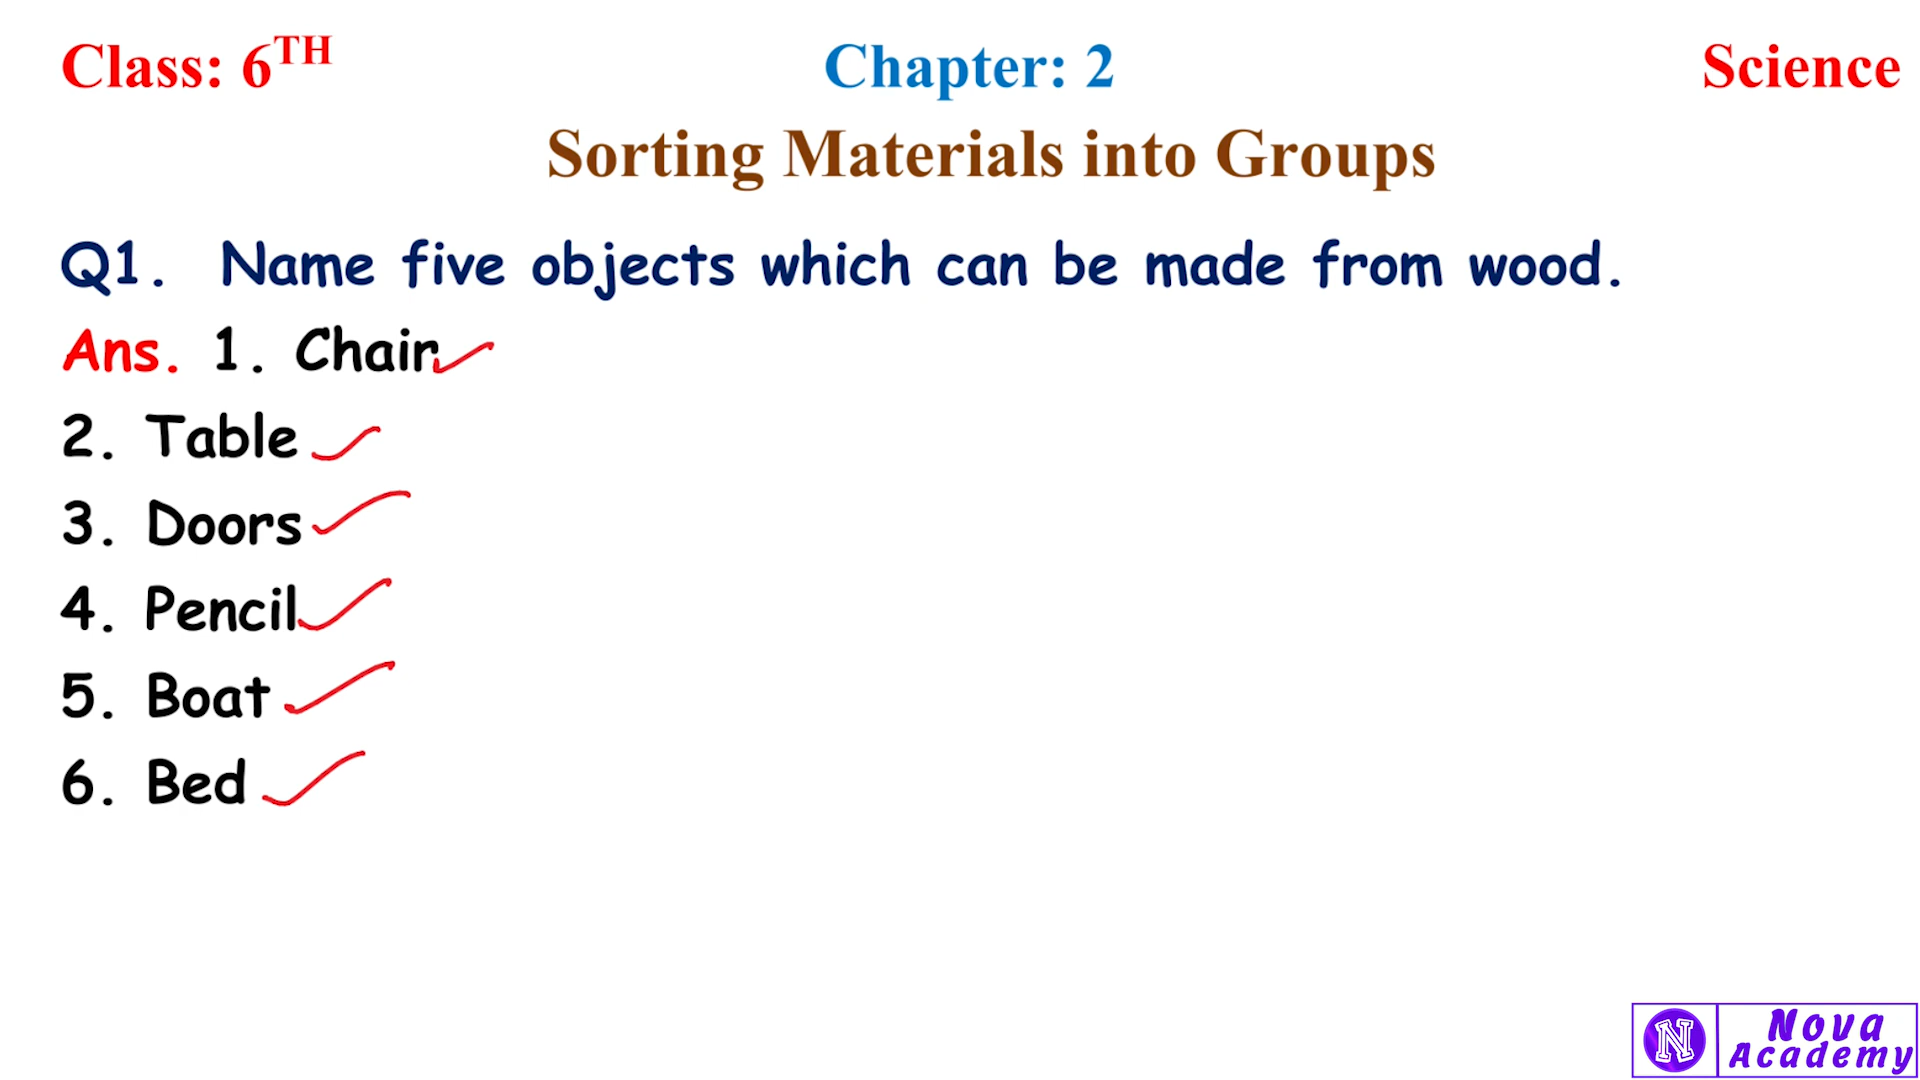 Class: 6TH
Chapter: 2
Science
Sorting Materials into Groups
Q1. Name five objects which can be made from wood.
Ans. 1. Chair
2. Table
3. Doors
4. Pencil
5. Boat
6. Bed
N
Nova
Academy